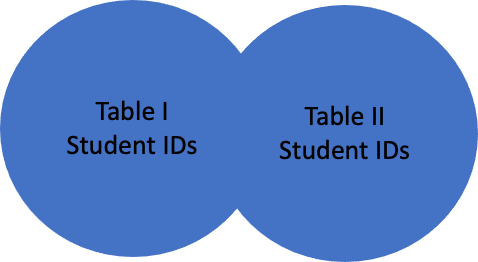 Table I
Student IDs
Table II
Student IDs